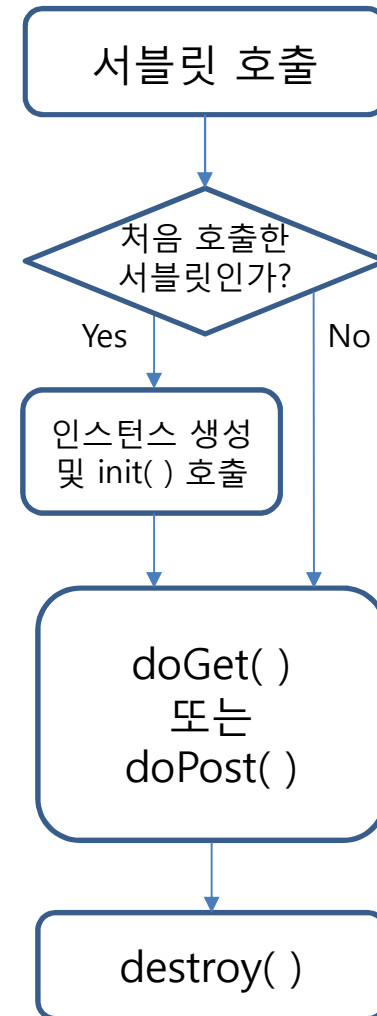 서블릿 호출
처음 호출한
서블릿인가?
Yes
No
인스턴스 생성
및 init( ) 호출
doGet( )
또는
doPost( )
destroy( )